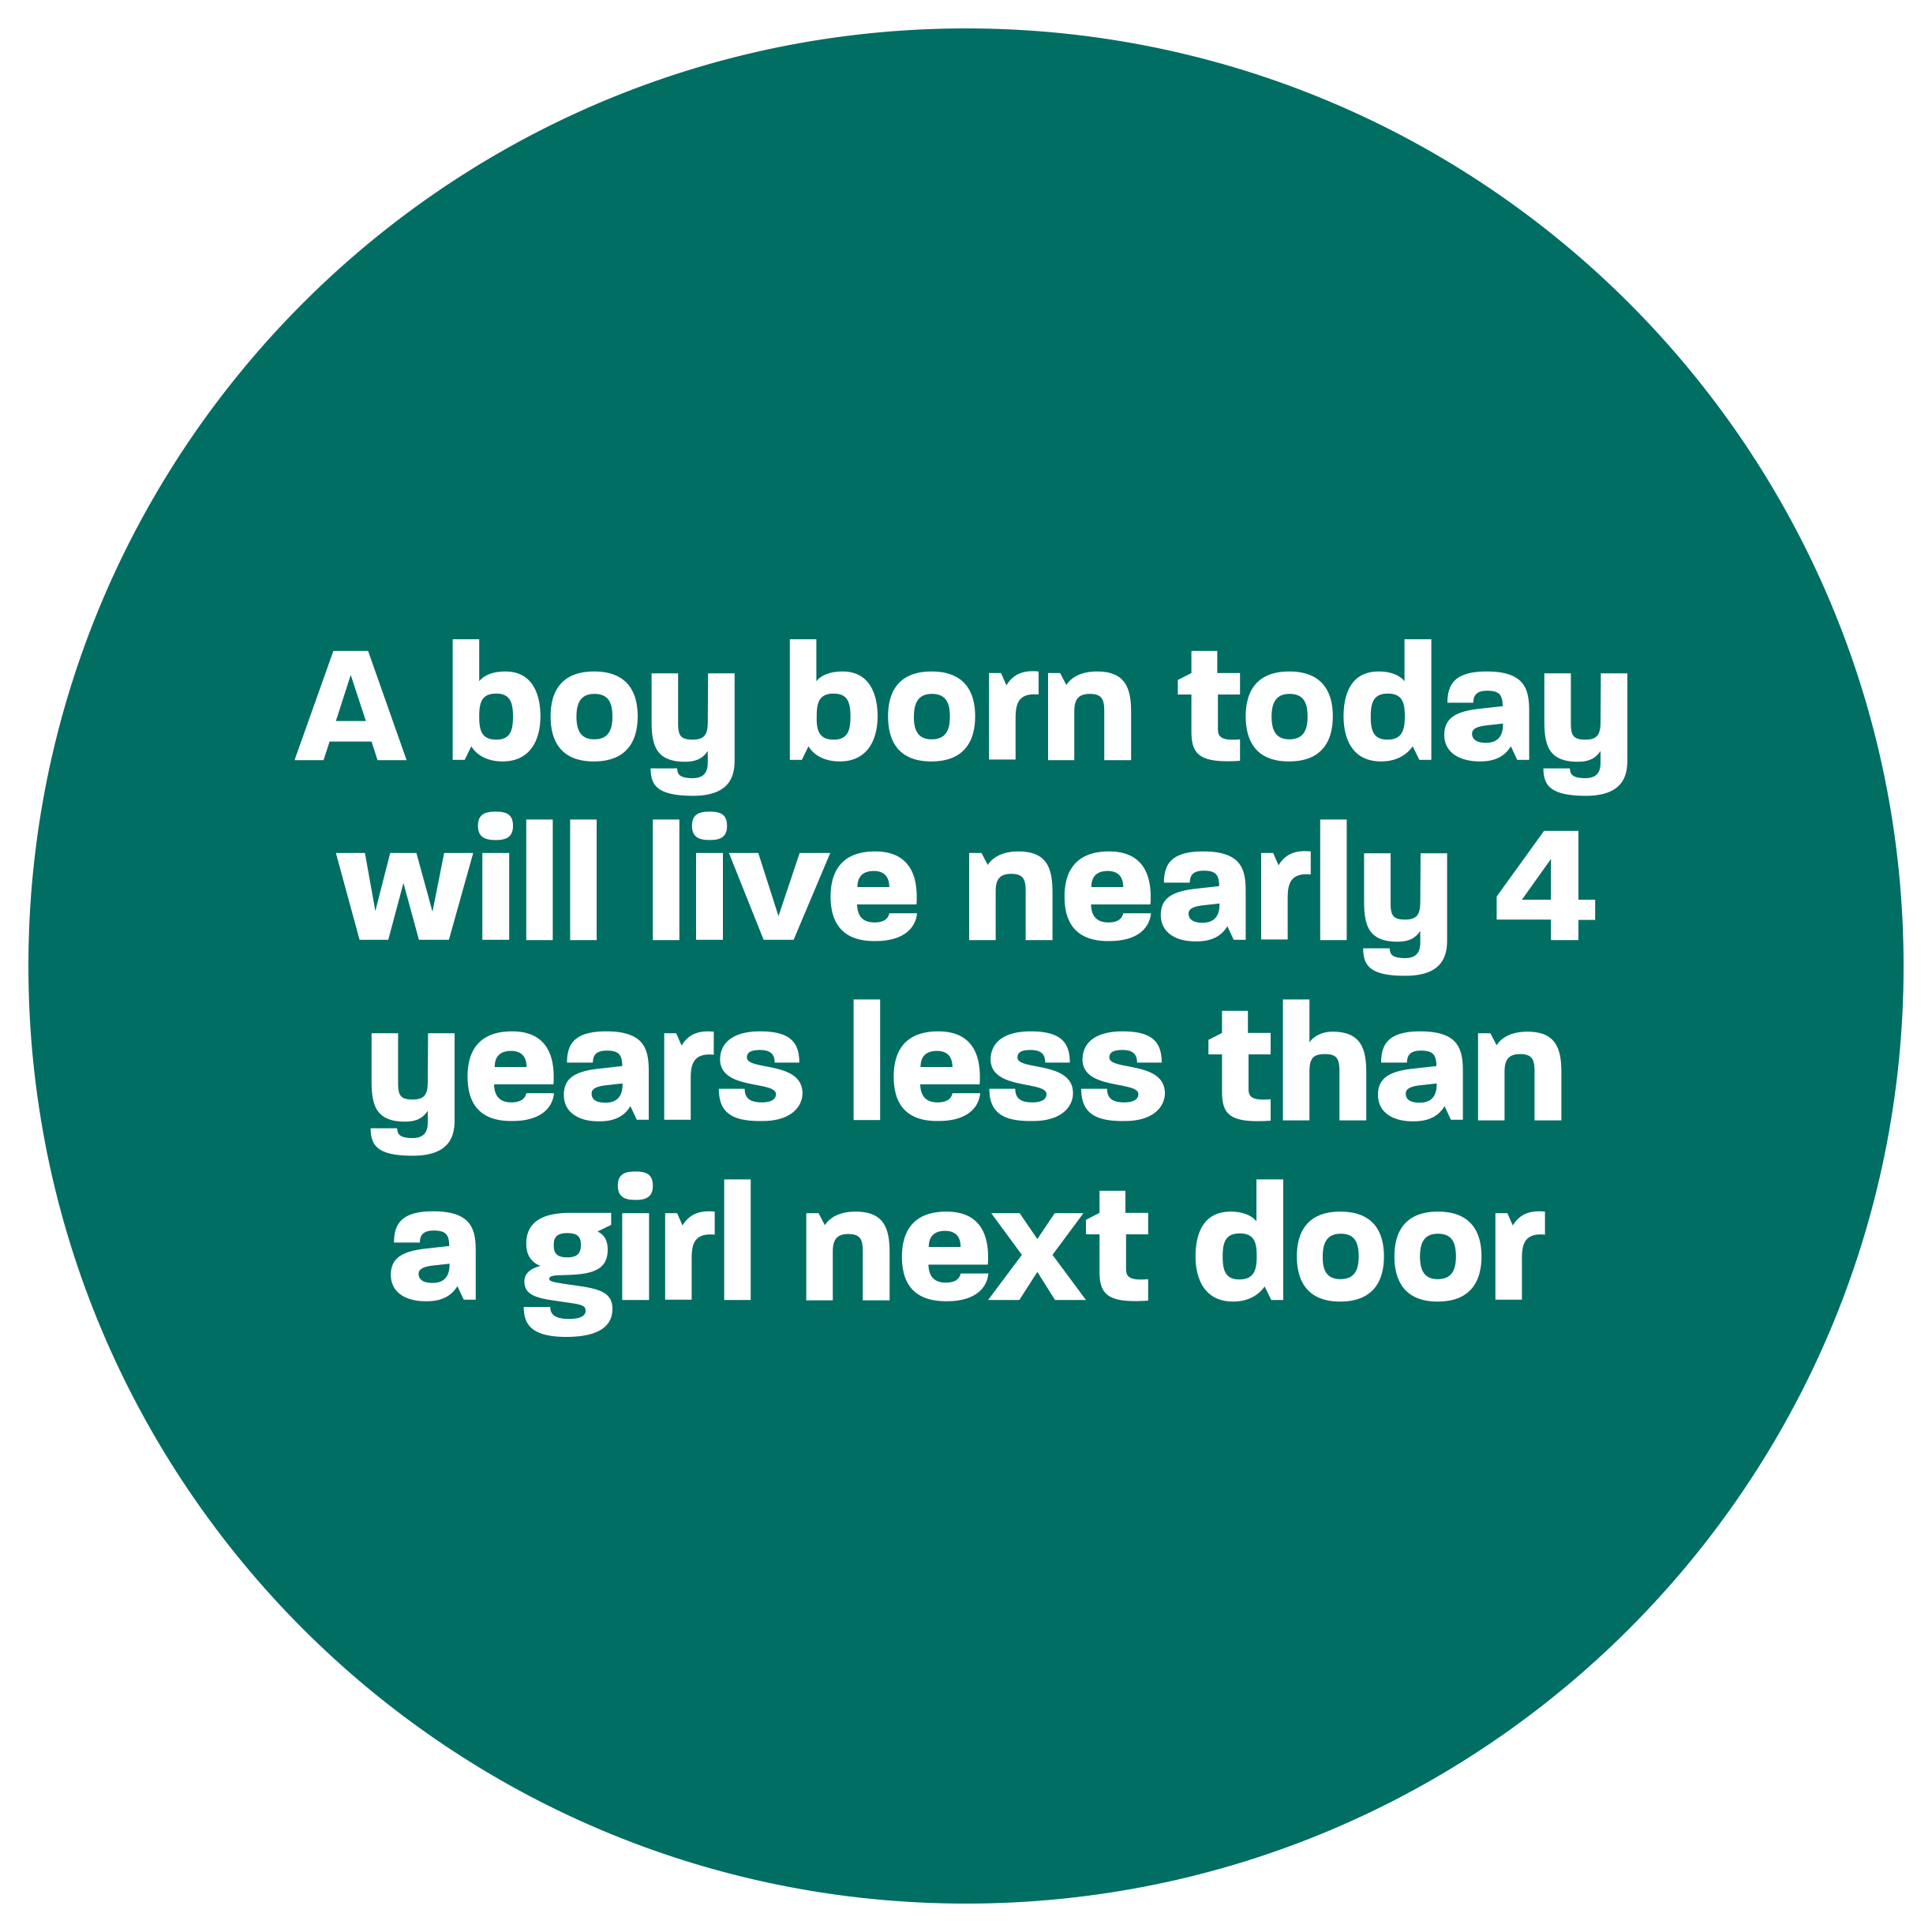 A boy born today
will live nearly 4
years less than
a girl next door